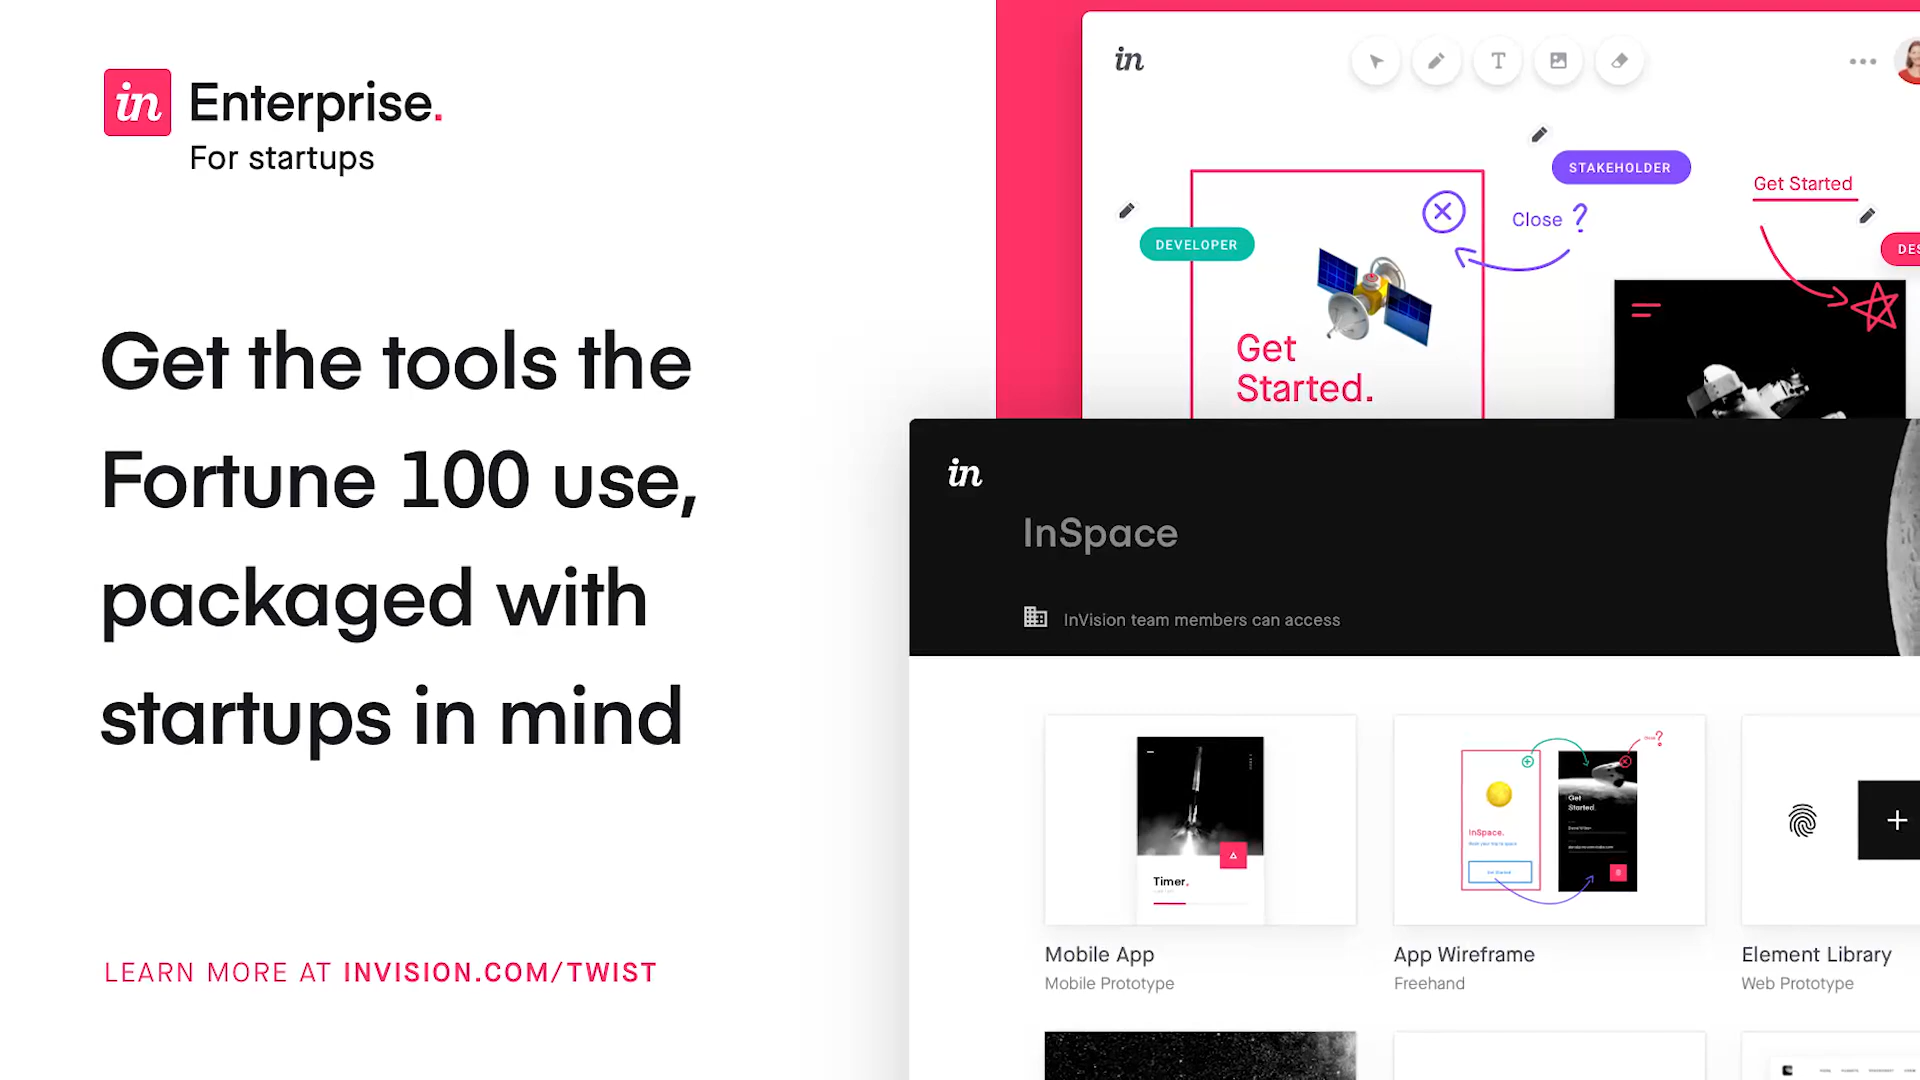 in Enterprise.
For startups
Get the tools the
Fortune 100 use,
packaged with
startups in mind
LEARN MORE AT INVISION.COM/TWIST
in
T
STAKEHOLDER
Get Started
Close ?
DEVELOPER
Get
Started.
in
InSpace
InVision team members can access
Timer.
?
InSpace.
Get
Started.
Get Started
Mobile App
Mobile Prototype
App Wireframe
Freehand
Element Library
Web Prototype